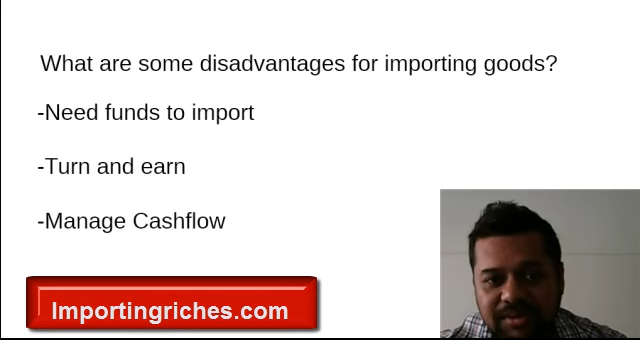 What are some disadvantages for importing goods?
-Need funds to import
-Turn and earn
-Manage Cashflow
Importingriches.com